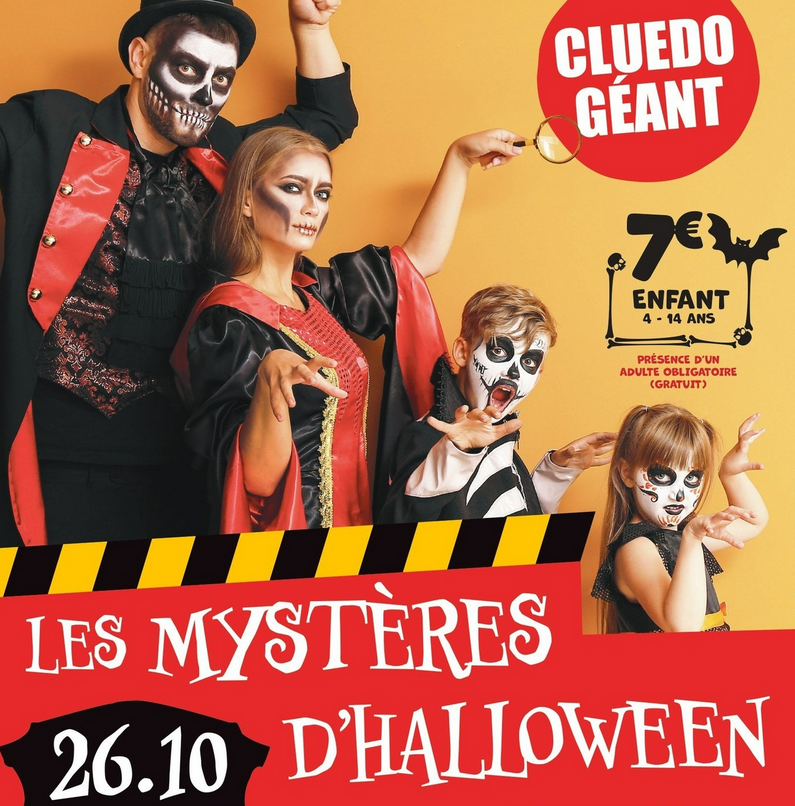 CLUEDO
GÉANT
7€
ENFANT
4 - 14 ANS
PRÉSENCE D'UN
ADULTE OBLIGATOIRE
(GRATUIT)
LES MYSTÈRES
D'HALLOWEEN
26.10